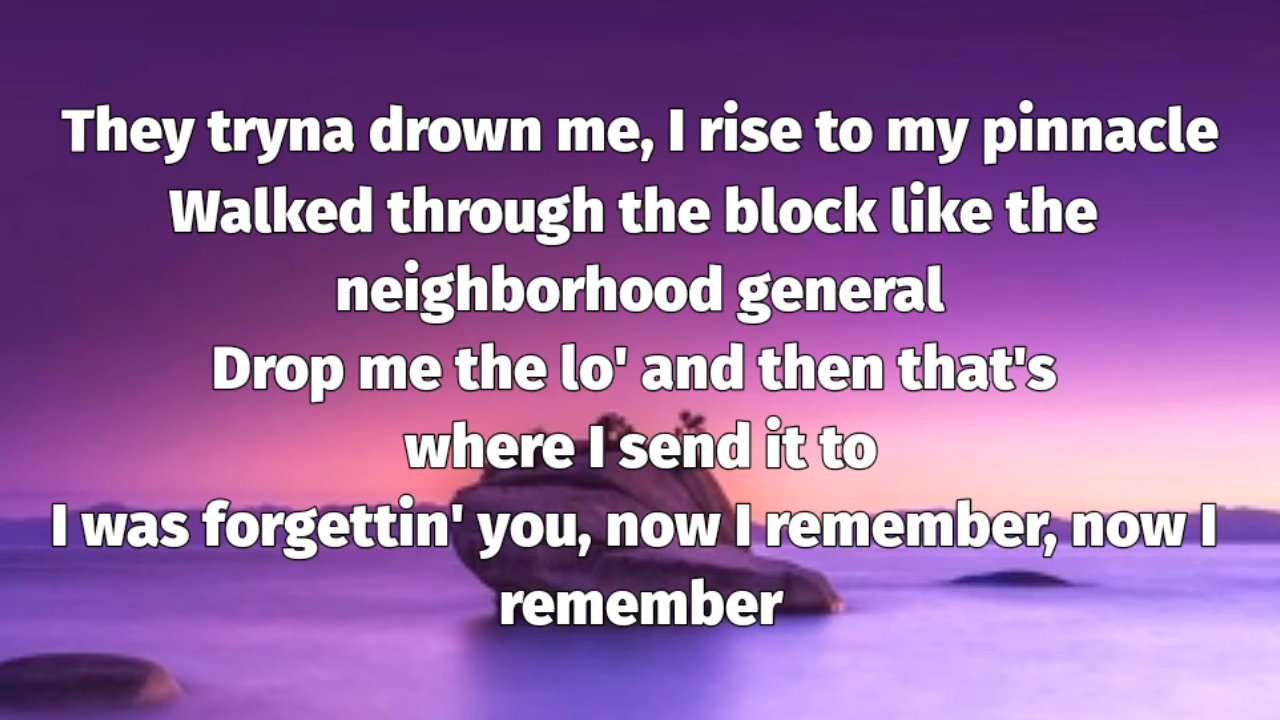 They tryna drown me, I rise to my pinnacle
Walked through the block like the
neighborhood general
Drop me the lo' and then that's
where I send it to
I was forgettin' you, now I remember, now I
remember